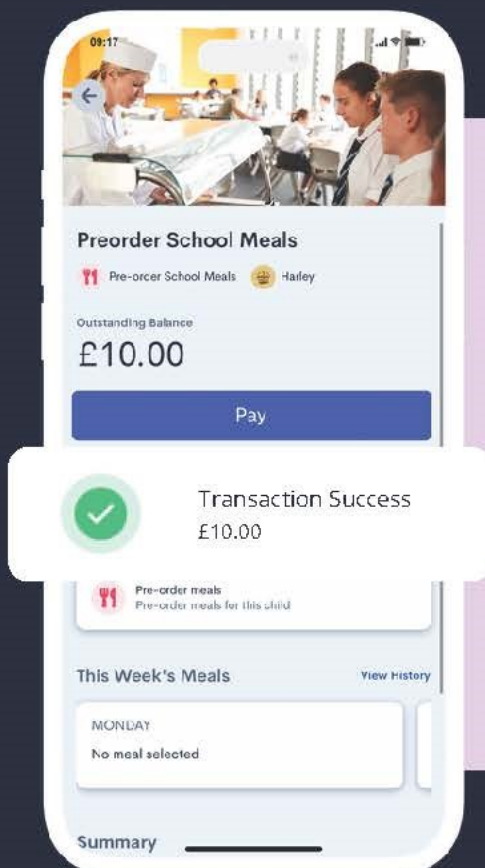 09:17
Preorder School Meals
Pre-order School Meals Harley
Outstanding Balance
£10.00
Pay
Transaction Success
£10.00
Pre-order meals
Pre-order meals for this child
This Week's Meals View History
MONDAY
No meal selected
Summary